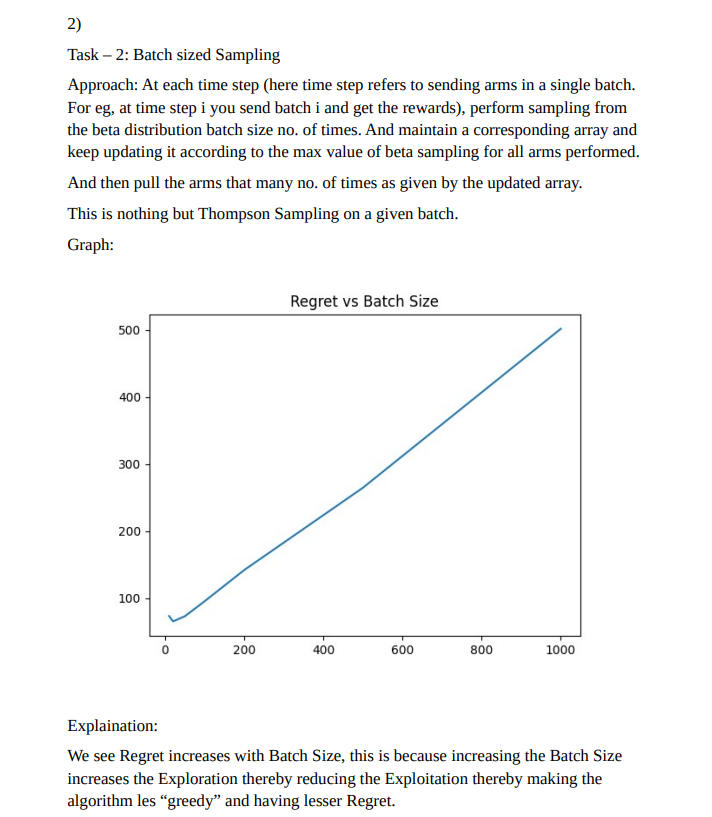 2)
Task – 2: Batch sized Sampling
Approach: At each time step (here time step refers to sending arms in a single batch.
For eg, at time step i you send batch i and get the rewards), perform sampling from
the beta distribution batch size no. of times. And maintain a corresponding array and
keep updating it according to the max value of beta sampling for all arms performed.
And then pull the arms that many no. of times as given by the updated array.
This is nothing but Thompson Sampling on a given batch.
Graph:
Regret vs Batch Size
500
400
300
200
100
0 200 400 600 800 1000
Explaination:
We see Regret increases with Batch Size, this is because increasing the Batch Size
increases the Exploration thereby reducing the Exploitation thereby making the
algorithm les “greedy” and having lesser Regret.